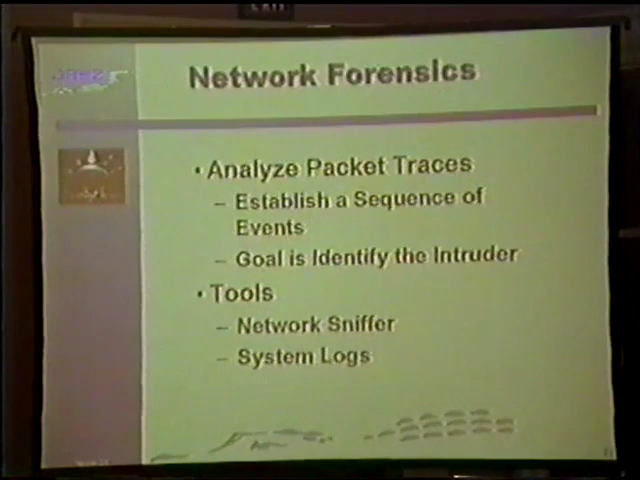 EXIT
Network Forensics
• Analyze Packet Traces
– Establish a Sequence of
Events
– Goal is Identify the Intruder
• Tools
– Network Sniffer
– System Logs